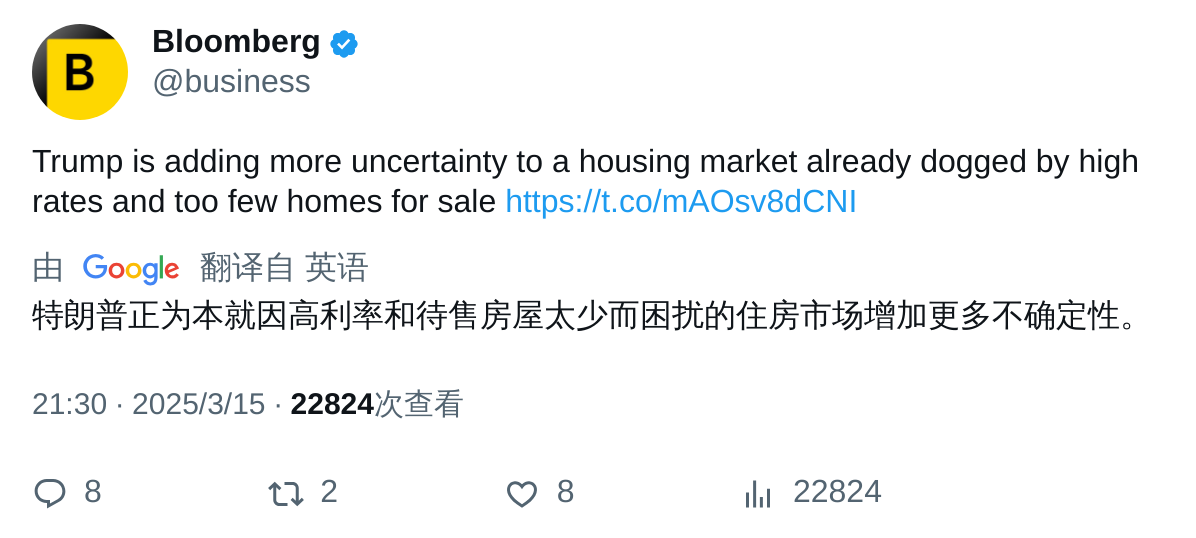 B
Bloomberg
@business
Trump is adding more uncertainty to a housing market already dogged by high
rates and too few homes for sale https://t.co/mAOsv8dCNI
由 Google 翻译自 英语
特朗普正为本就因高利率和待售房屋太少而困扰的住房市场增加更多不确定性。
21:30 · 2025/3/15 · 22824次查看
8 2 8 22824